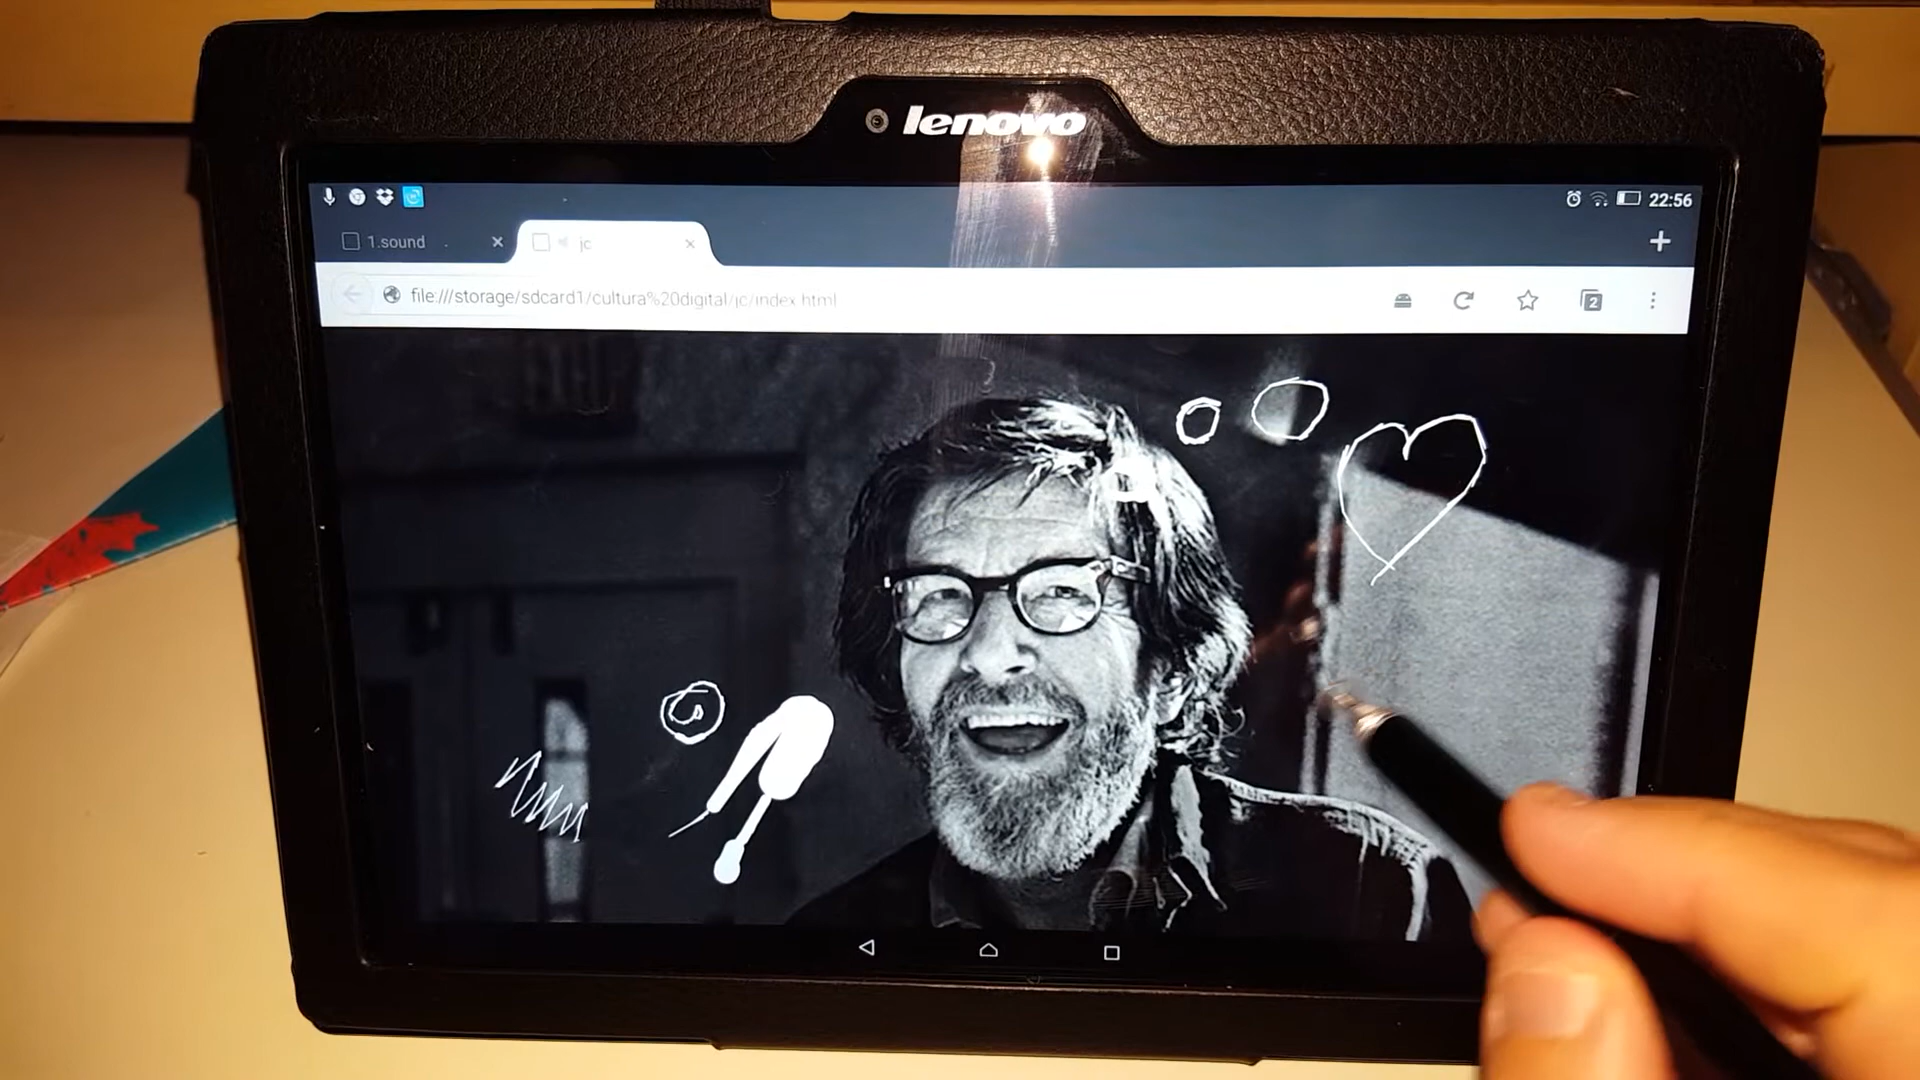 lenovo
22:56
1.sound
jc
file:///storage/sdcard1/cultura%20digital/jc/index.html
2